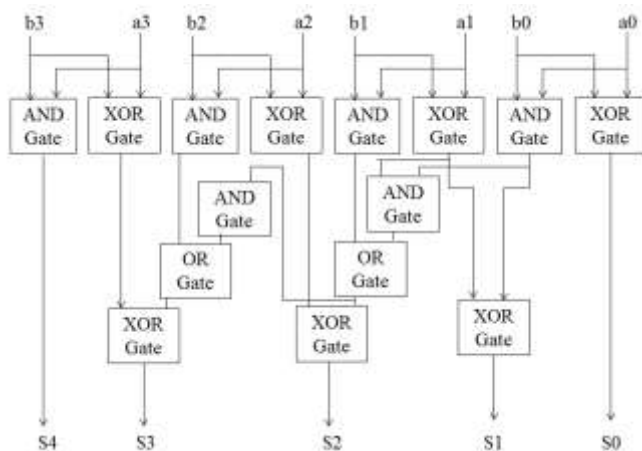 b3 a3 b2 a2 b1 a1 b0 a0
AND Gate
XOR Gate
AND Gate
XOR Gate
AND Gate
XOR Gate
AND Gate
XOR Gate
AND Gate
AND Gate
OR Gate
OR Gate
XOR Gate
XOR Gate
XOR Gate
S4 S3 S2 S1 S0